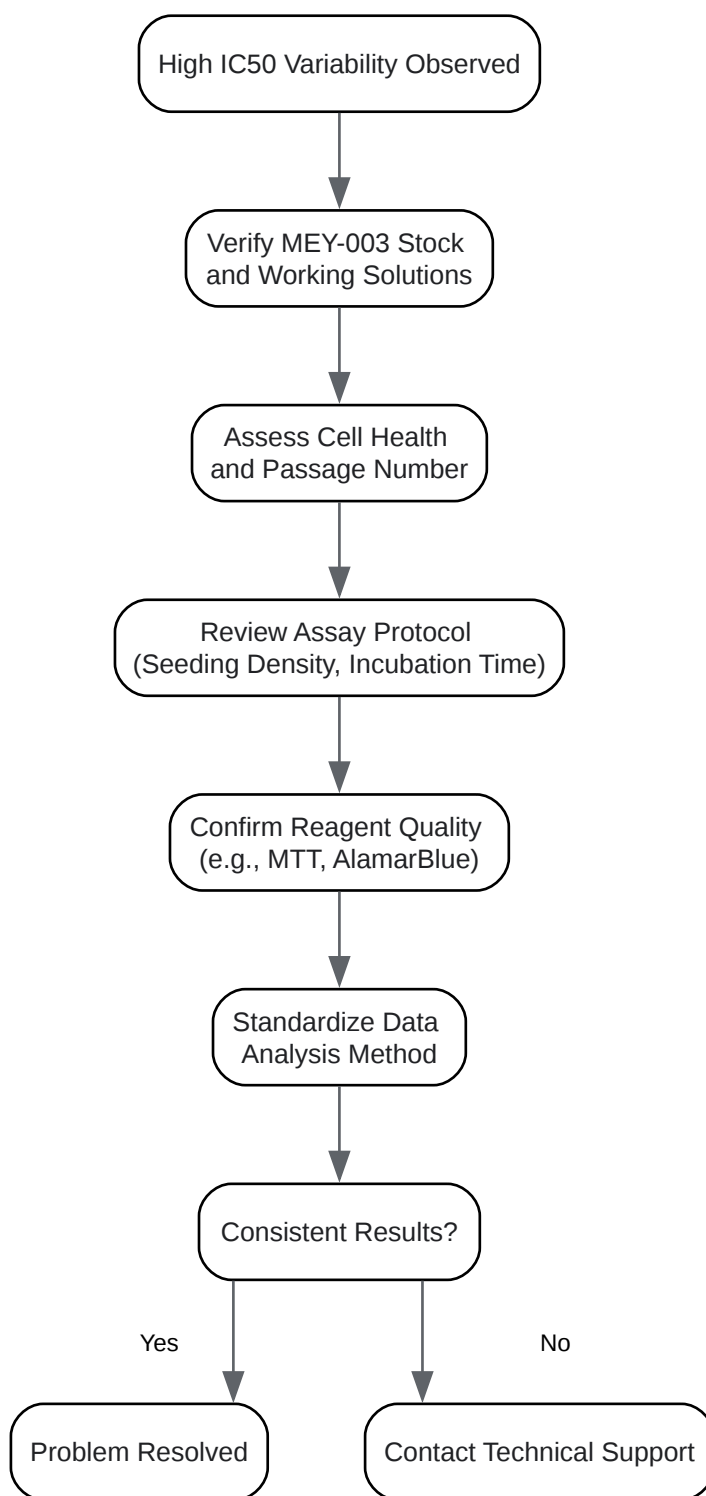 High IC50 Variability Observed
Verify MEY-003 Stock
and Working Solutions
Assess Cell Health
and Passage Number
Review Assay Protocol
(Seeding Density, Incubation Time)
Confirm Reagent Quality
(e.g., MTT, AlamarBlue)
Standardize Data
Analysis Method
Consistent Results?
Yes
No
Problem Resolved
Contact Technical Support